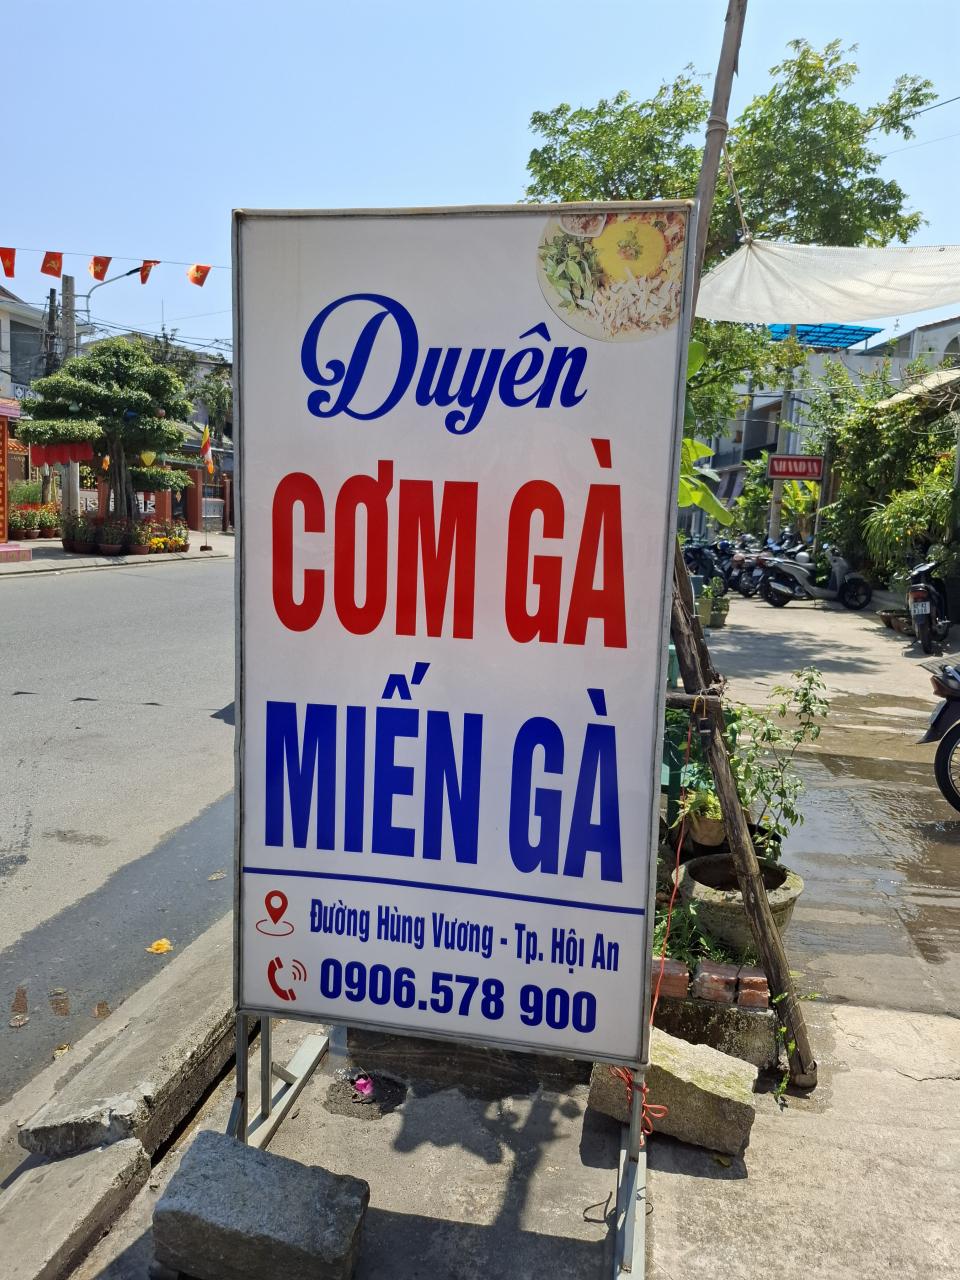 Duyên
CƠM GÀ
MIẾN GÀ
Đường Hùng Vương - Tp. Hội An
0906.578 900